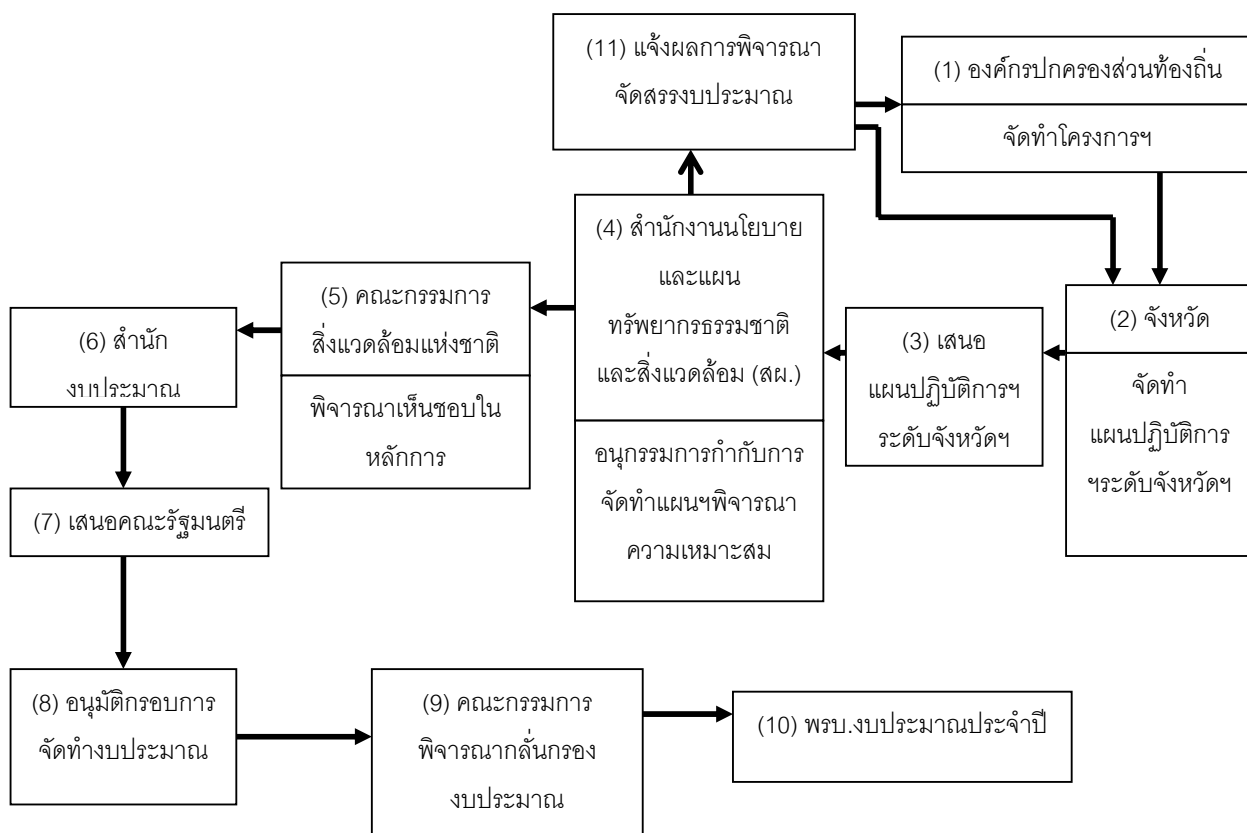 (11) แจ้งผลการพิจารณา
จัดสรรงบประมาณ
(1) องค์กรปกครองส่วนท้องถิ่น
จัดทำโครงการฯ
(4) สำนักงานนโยบาย
และแผน
ทรัพยากรธรรมชาติ
และสิ่งแวดล้อม (สผ.)
อนุกรรมการกำกับการ
จัดทำแผนฯพิจารณา
ความเหมาะสม
(5) คณะกรรมการ
สิ่งแวดล้อมแห่งชาติ
พิจารณาเห็นชอบใน
หลักการ
(6) สำนัก
งบประมาณ
(3) เสนอ
แผนปฏิบัติการฯ
ระดับจังหวัดฯ
(2) จังหวัด
จัดทำ
แผนปฏิบัติการ
ฯระดับจังหวัดฯ
(7) เสนอคณะรัฐมนตรี
(8) อนุมัติกรอบการ
จัดทำงบประมาณ
(9) คณะกรรมการ
พิจารณากลั่นกรอง
งบประมาณ
(10) พรบ.งบประมาณประจำปี